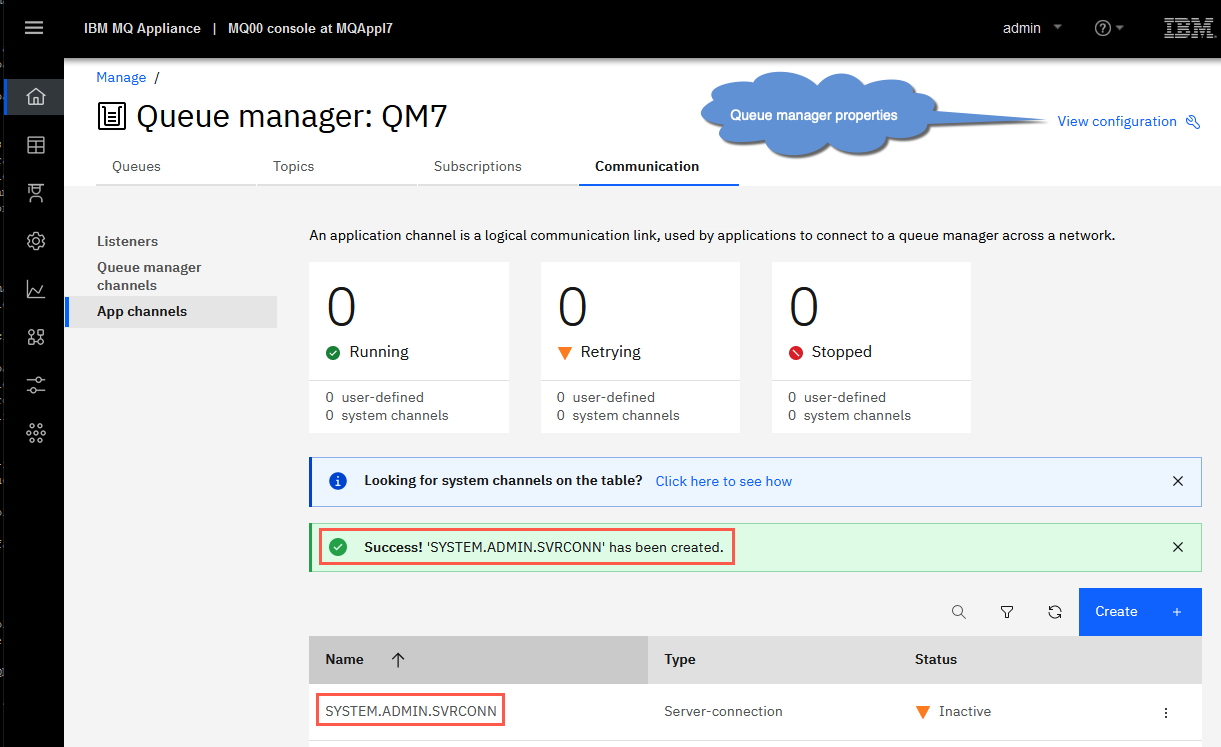 IBM MQ Appliance | MQ00 console at MQAppl7
admin
IBM
Manage /
Queue manager: QM7
Queue manager properties
View configuration
Queues
Topics
Subscriptions
Communication
Listeners
Queue manager
channels
App channels
An application channel is a logical communication link, used by applications to connect to a queue manager across a network.
0
Running
0 user-defined
0 system channels
0
Retrying
0 user-defined
0 system channels
0
Stopped
0 user-defined
0 system channels
Looking for system channels on the table? Click here to see how
Success! 'SYSTEM.ADMIN.SVRCONN' has been created.
Create +
Name
Type
Status
SYSTEM.ADMIN.SVRCONN
Server-connection
Inactive